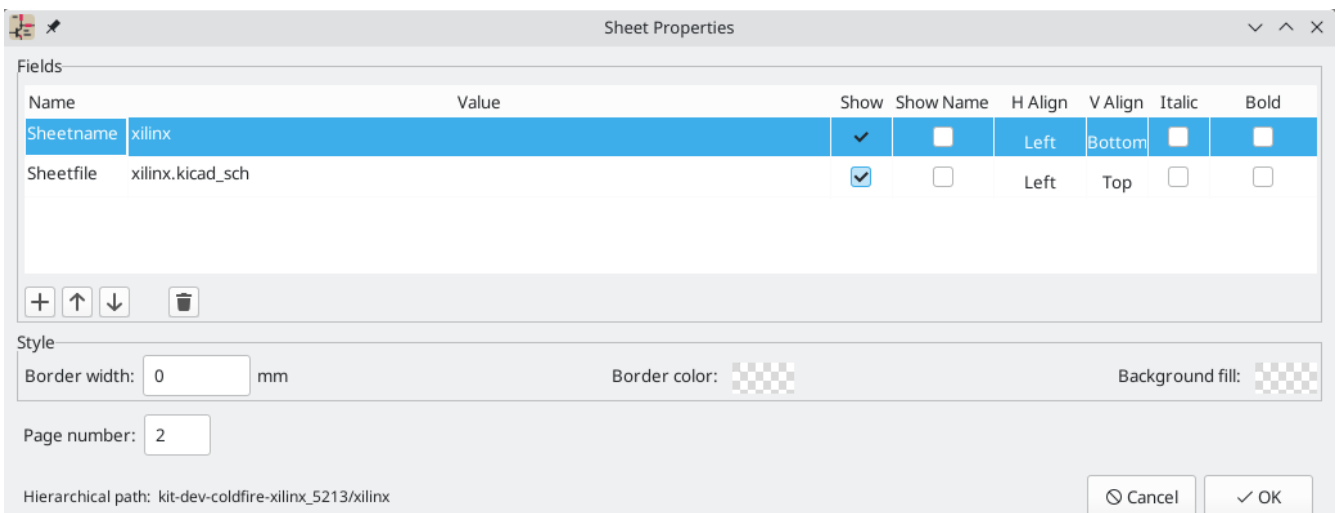 Sheet Properties
Fields
Name Value Show Show Name H Align V Align Italic Bold
Sheetname xilinx Left Bottom
Sheetfile xilinx.kicad_sch Left Top
Style
Border width: 0 mm Border color: Background fill:
Page number: 2
Hierarchical path: kit-dev-coldfire-xilinx_5213/xilinx Cancel OK